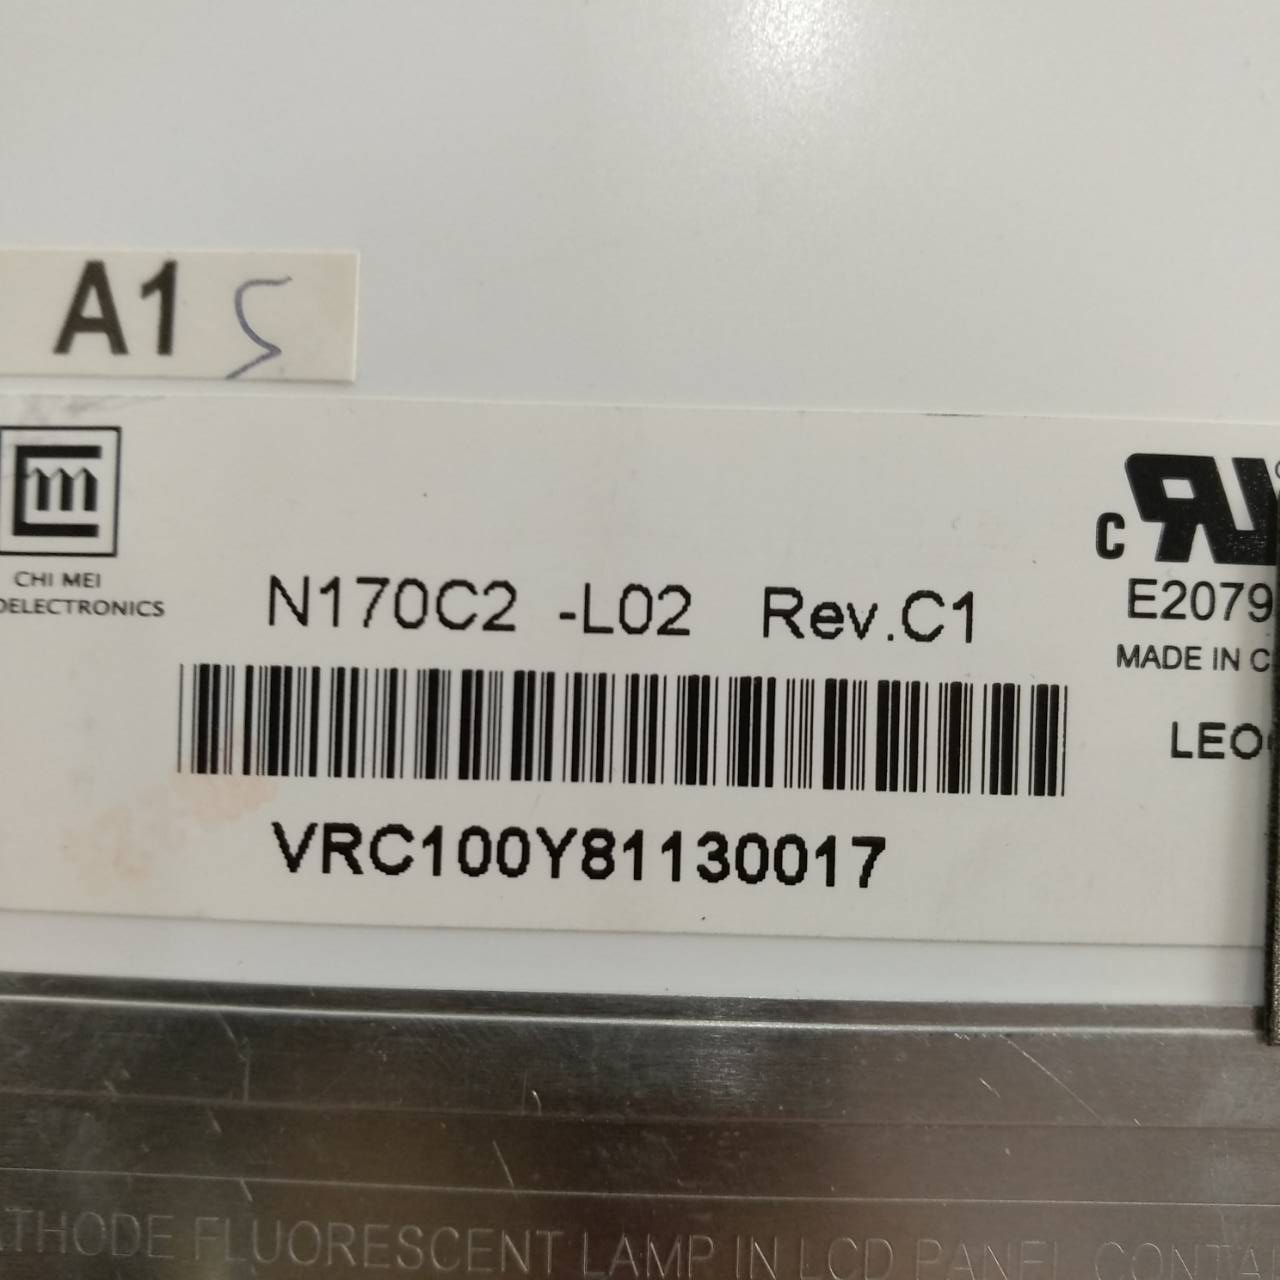 A1 S
CHI MEI
OELECTRONICS
N170C2 -L02 Rev.C1
VRC100Y81130017
c
E2079
MADE IN C
LEO
ATHODE FLUORESCENT LAMP IN LCD PANEL CONTA